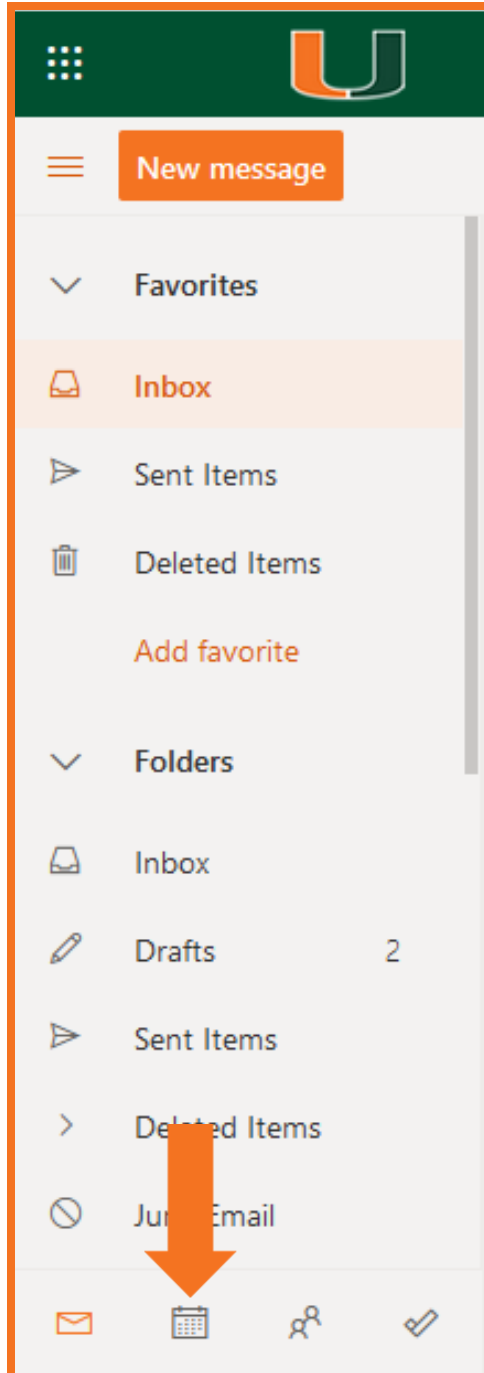 U
New message
Favorites
Inbox
Sent Items
Deleted Items
Add favorite
Folders
Inbox
Drafts 2
Sent Items
Deleted Items
Junk Email